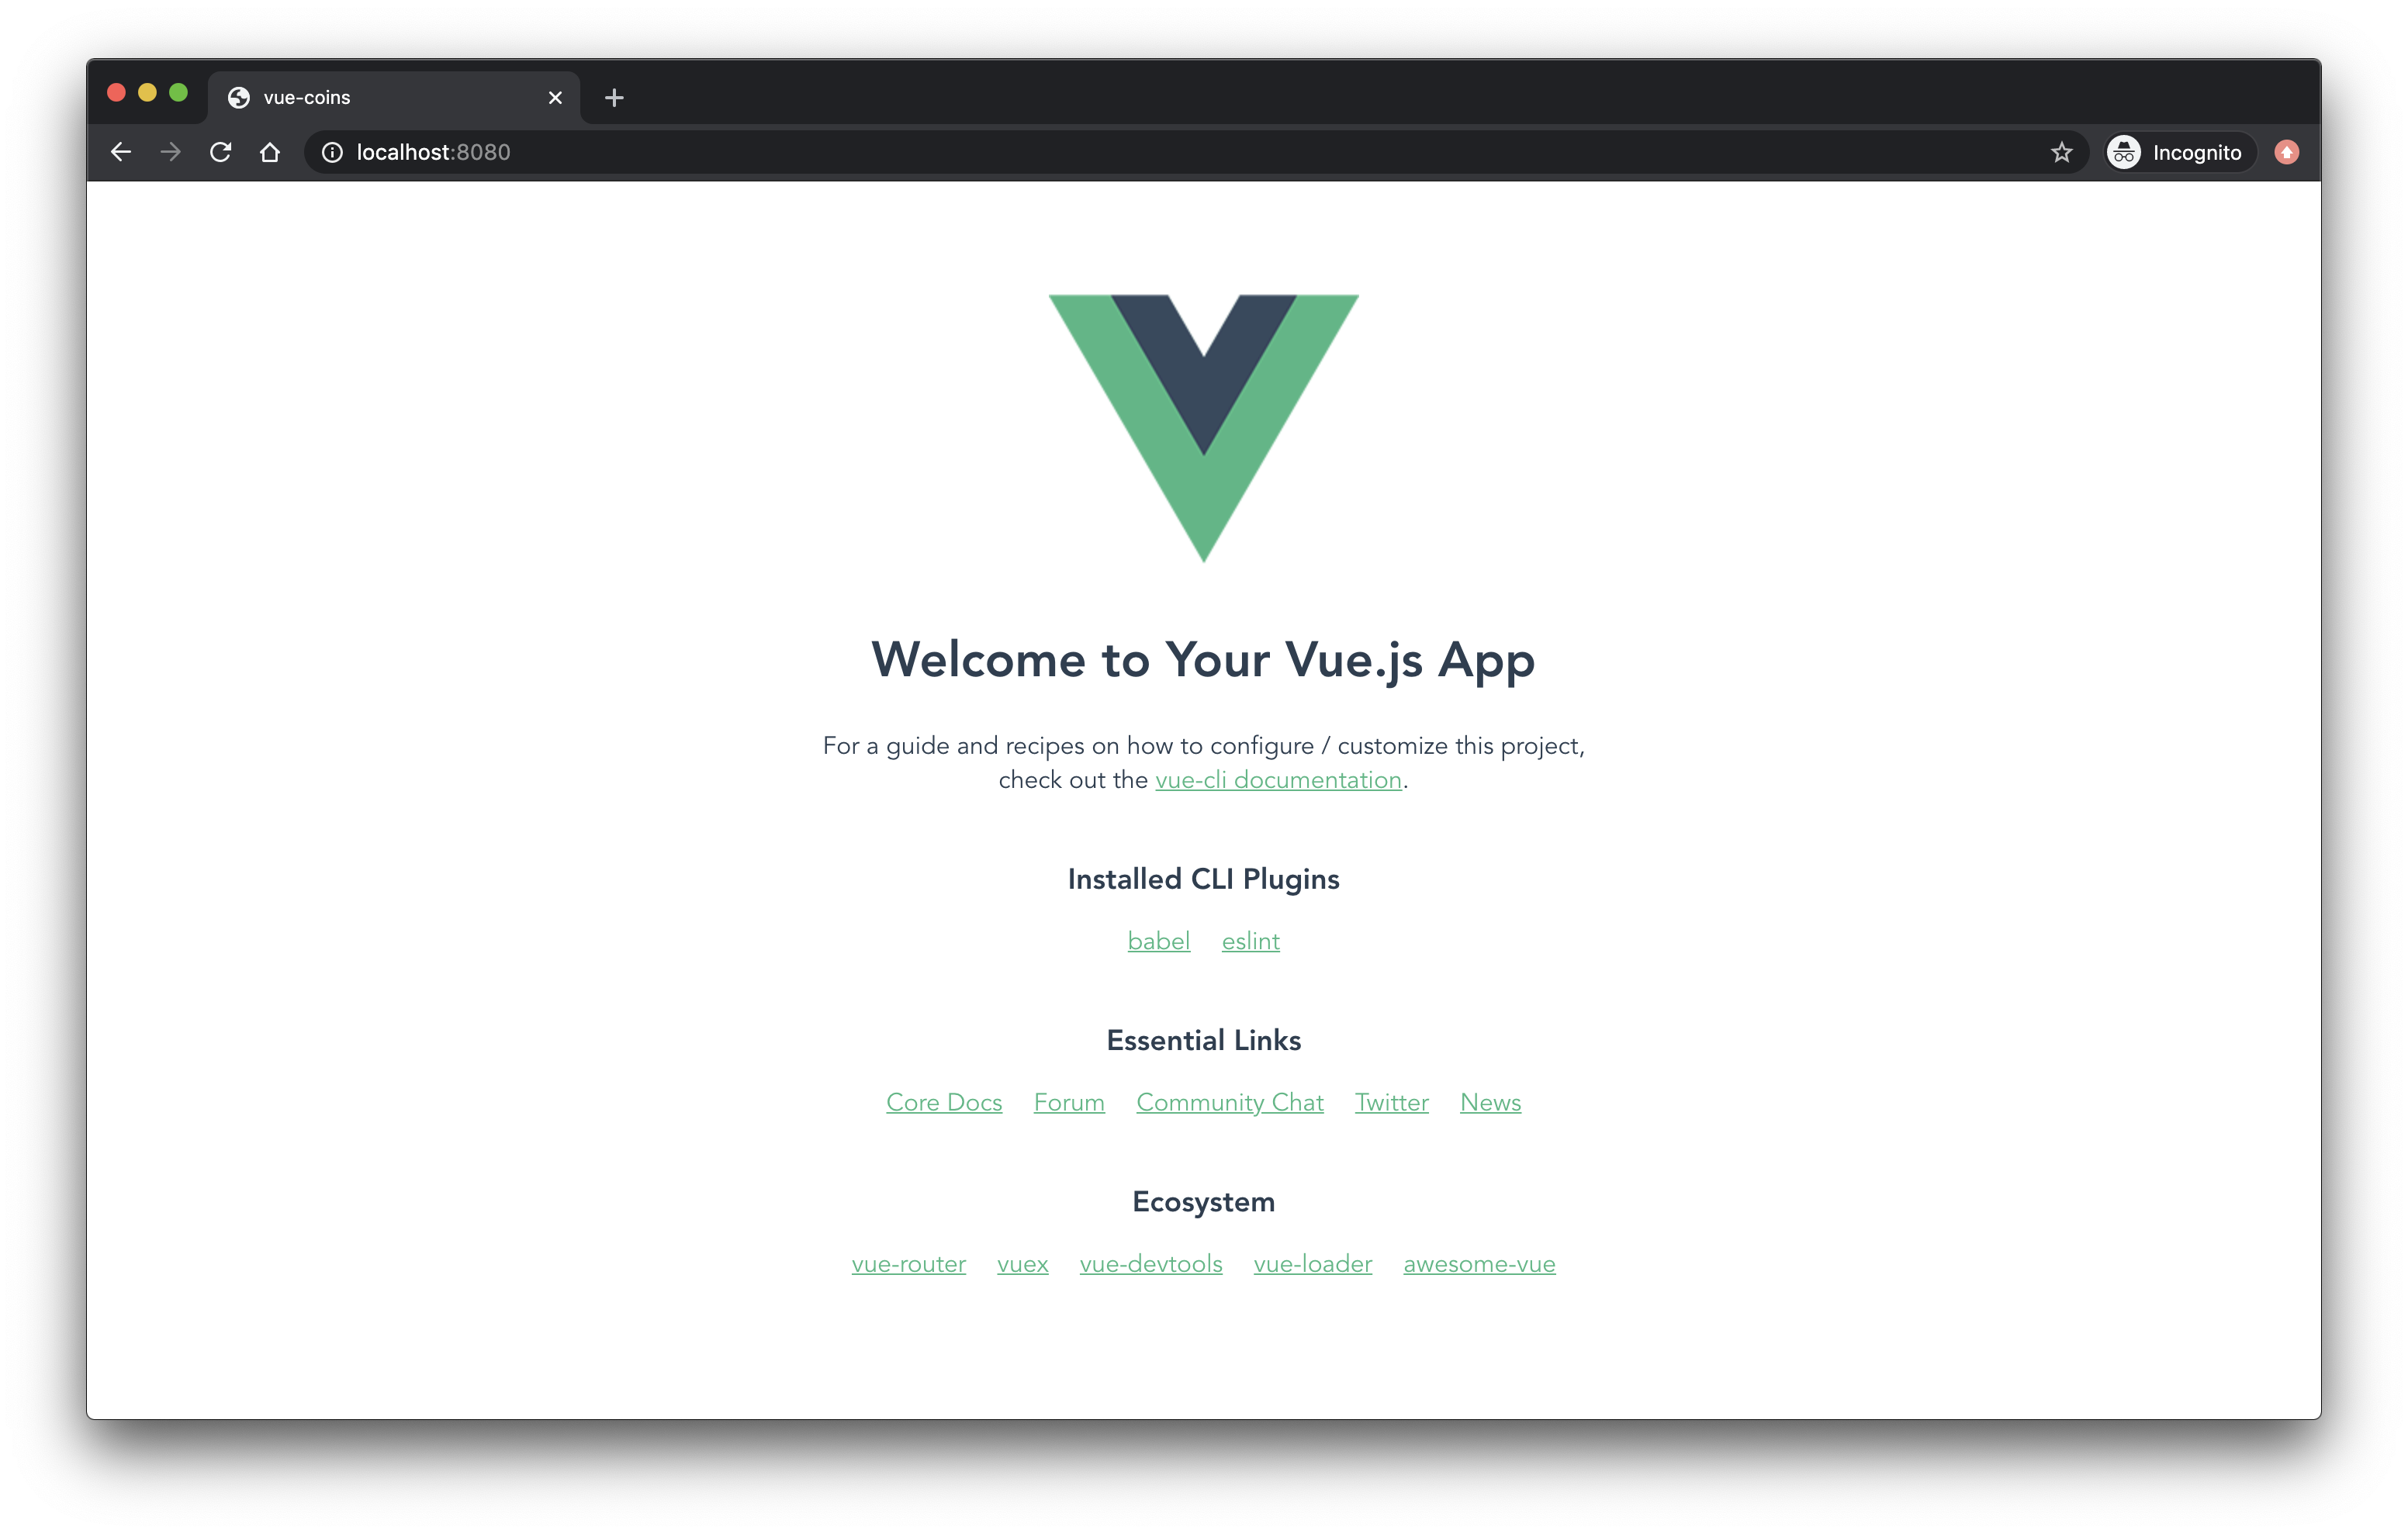 vue-coins
localhost:8080
Incognito
Welcome to Your Vue.js App
For a guide and recipes on how to configure / customize this project,
check out the vue-cli documentation.
Installed CLI Plugins
babel eslint
Essential Links
Core Docs Forum Community Chat Twitter News
Ecosystem
vue-router vuex vue-devtools vue-loader awesome-vue